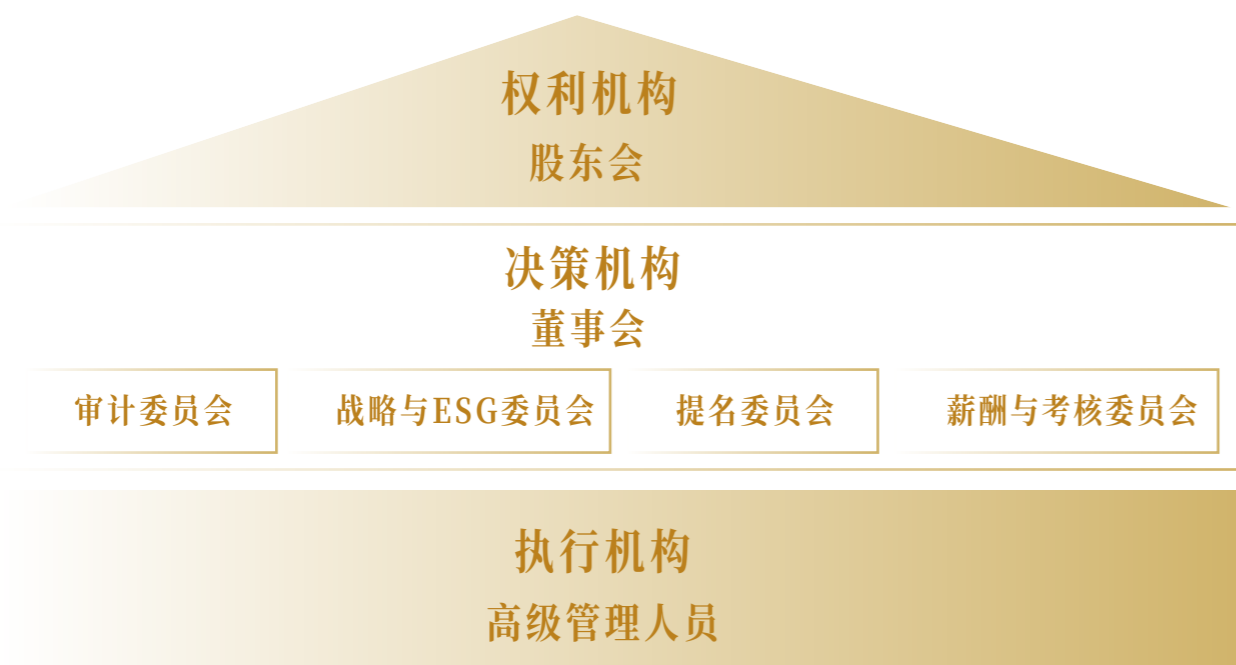 权利机构
股东会
决策机构
董事会
审计委员会
战略与ESG委员会
提名委员会
薪酬与考核委员会
执行机构
高级管理人员